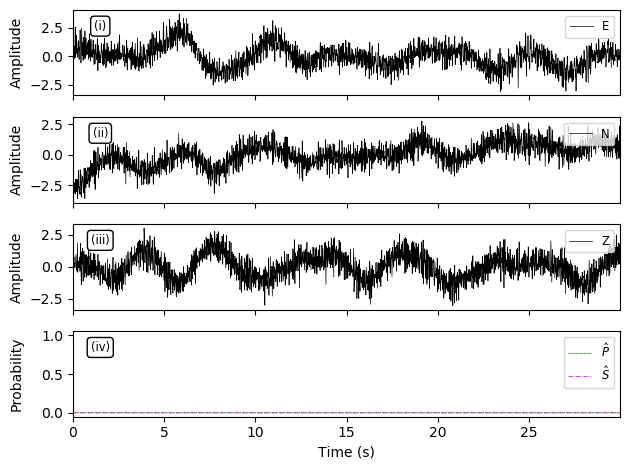 (i)
E
2.5
0.0
−2.5
Amplitude
(ii)
N
2.5
0.0
−2.5
Amplitude
(iii)
Z
2.5
0.0
−2.5
Amplitude
(iv)
P̂
Ŝ
1.0
0.5
0.0
Probability
0 5 10 15 20 25
Time (s)